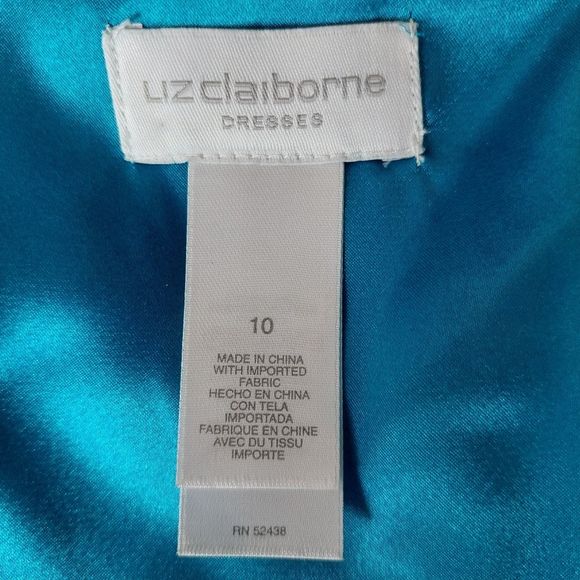 Liz claiborne
DRESSES
10
MADE IN CHINA
WITH IMPORTED
FABRIC
HECHO EN CHINA
CON TELA
IMPORTADA
FABRIQUE EN CHINE
AVEC DU TISSU
IMPORTE
RN 52438